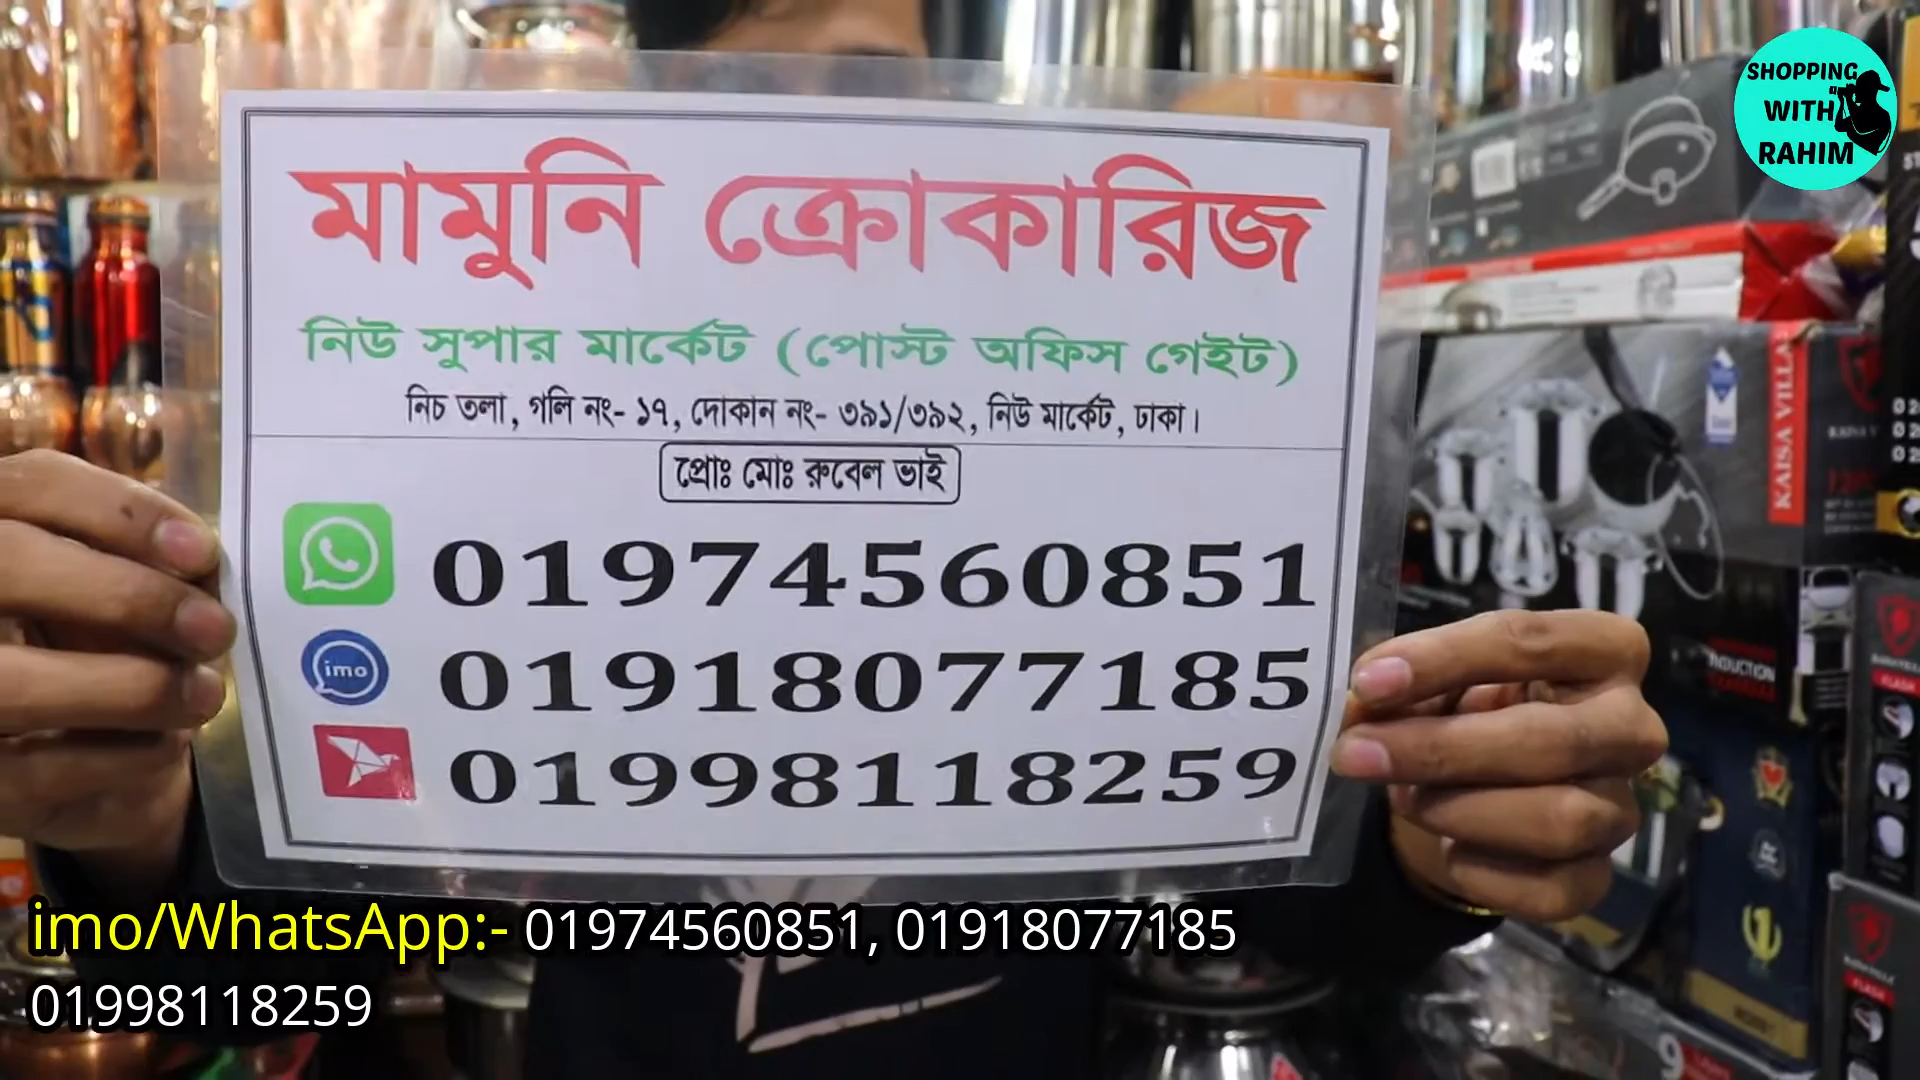 SHOPPING
WITH
RAHIM
মামুনি ক্রোকারিজ
নিউ সুপার মার্কেট (পোস্ট অফিস গেইট)
নিচ তলা, গলি নং- ১৭, দোকান নং- ৩৯১/৩৯২, নিউ মার্কেট, ঢাকা।
প্রোঃ মোঃ রুবেল ভাই
01974560851
imo 01918077185
01998118259
KAISA VILLA
imo/WhatsApp:- 01974560851, 01918077185
01998118259